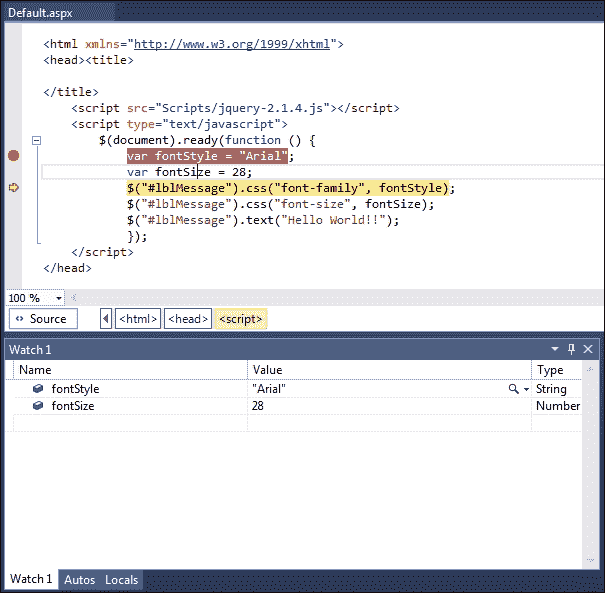 Default.aspx
<html xmlns="http://www.w3.org/1999/xhtml">
<head><title>
</title>
<script src="Scripts/jquery-2.1.4.js"></script>
<script type="text/javascript">
$(document).ready(function () {
var fontStyle = "Arial";
var fontSize = 28;
$("#lblMessage").css("font-family", fontStyle);
$("#lblMessage").css("font-size", fontSize);
$("#lblMessage").text("Hello World!!");
});
</script>
</head>
100 %
Source <html> <head> <script>
Watch 1
Name Value Type
fontStyle "Arial" String
fontSize 28 Number
Watch 1 Autos Locals